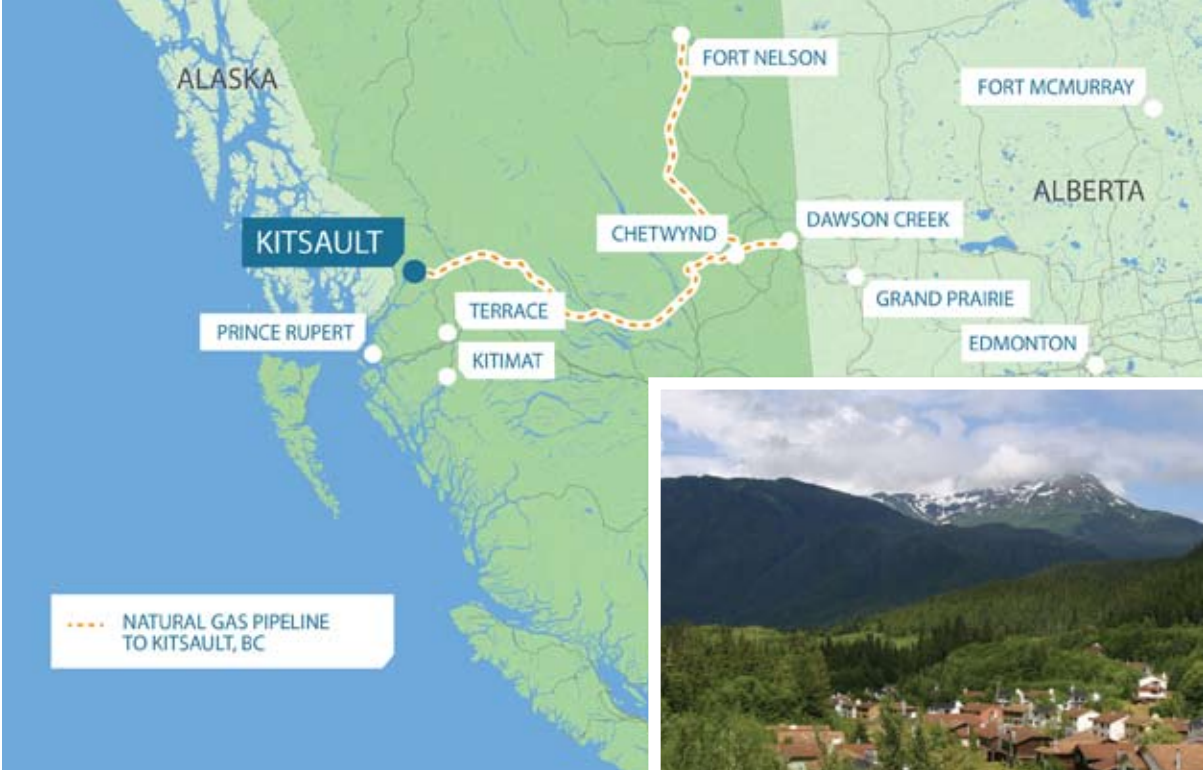 ALASKA
FORT NELSON
FORT MCMURRAY
ALBERTA
KITSAULT
CHETWYND
DAWSON CREEK
GRAND PRAIRIE
TERRACE
PRINCE RUPERT
KITIMAT
EDMONTON
NATURAL GAS PIPELINE
TO KITSAULT, BC